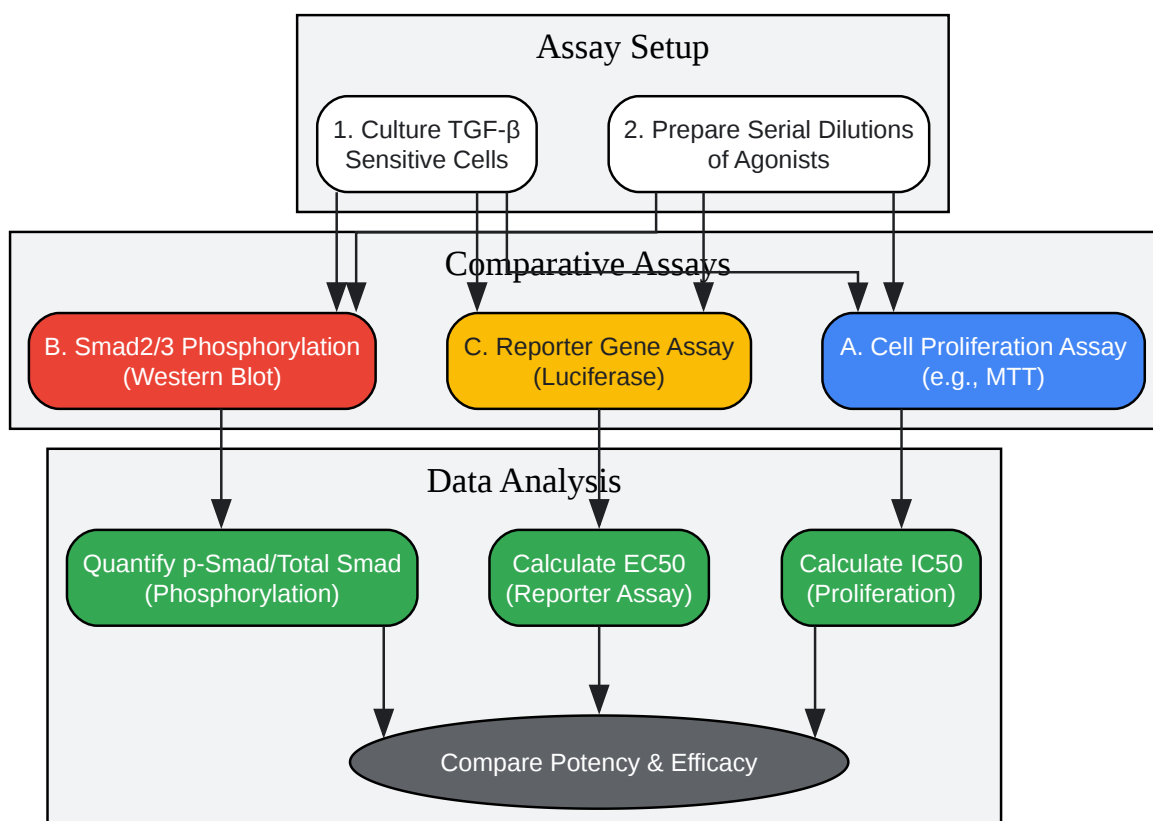 Assay Setup
1. Culture TGF-β
Sensitive Cells
2. Prepare Serial Dilutions
of Agonists
Comparative Assays
B. Smad2/3 Phosphorylation
(Western Blot)
C. Reporter Gene Assay
(Luciferase)
A. Cell Proliferation Assay
(e.g., MTT)
Data Analysis
Quantify p-Smad/Total Smad
(Phosphorylation)
Calculate EC50
(Reporter Assay)
Calculate IC50
(Proliferation)
Compare Potency & Efficacy